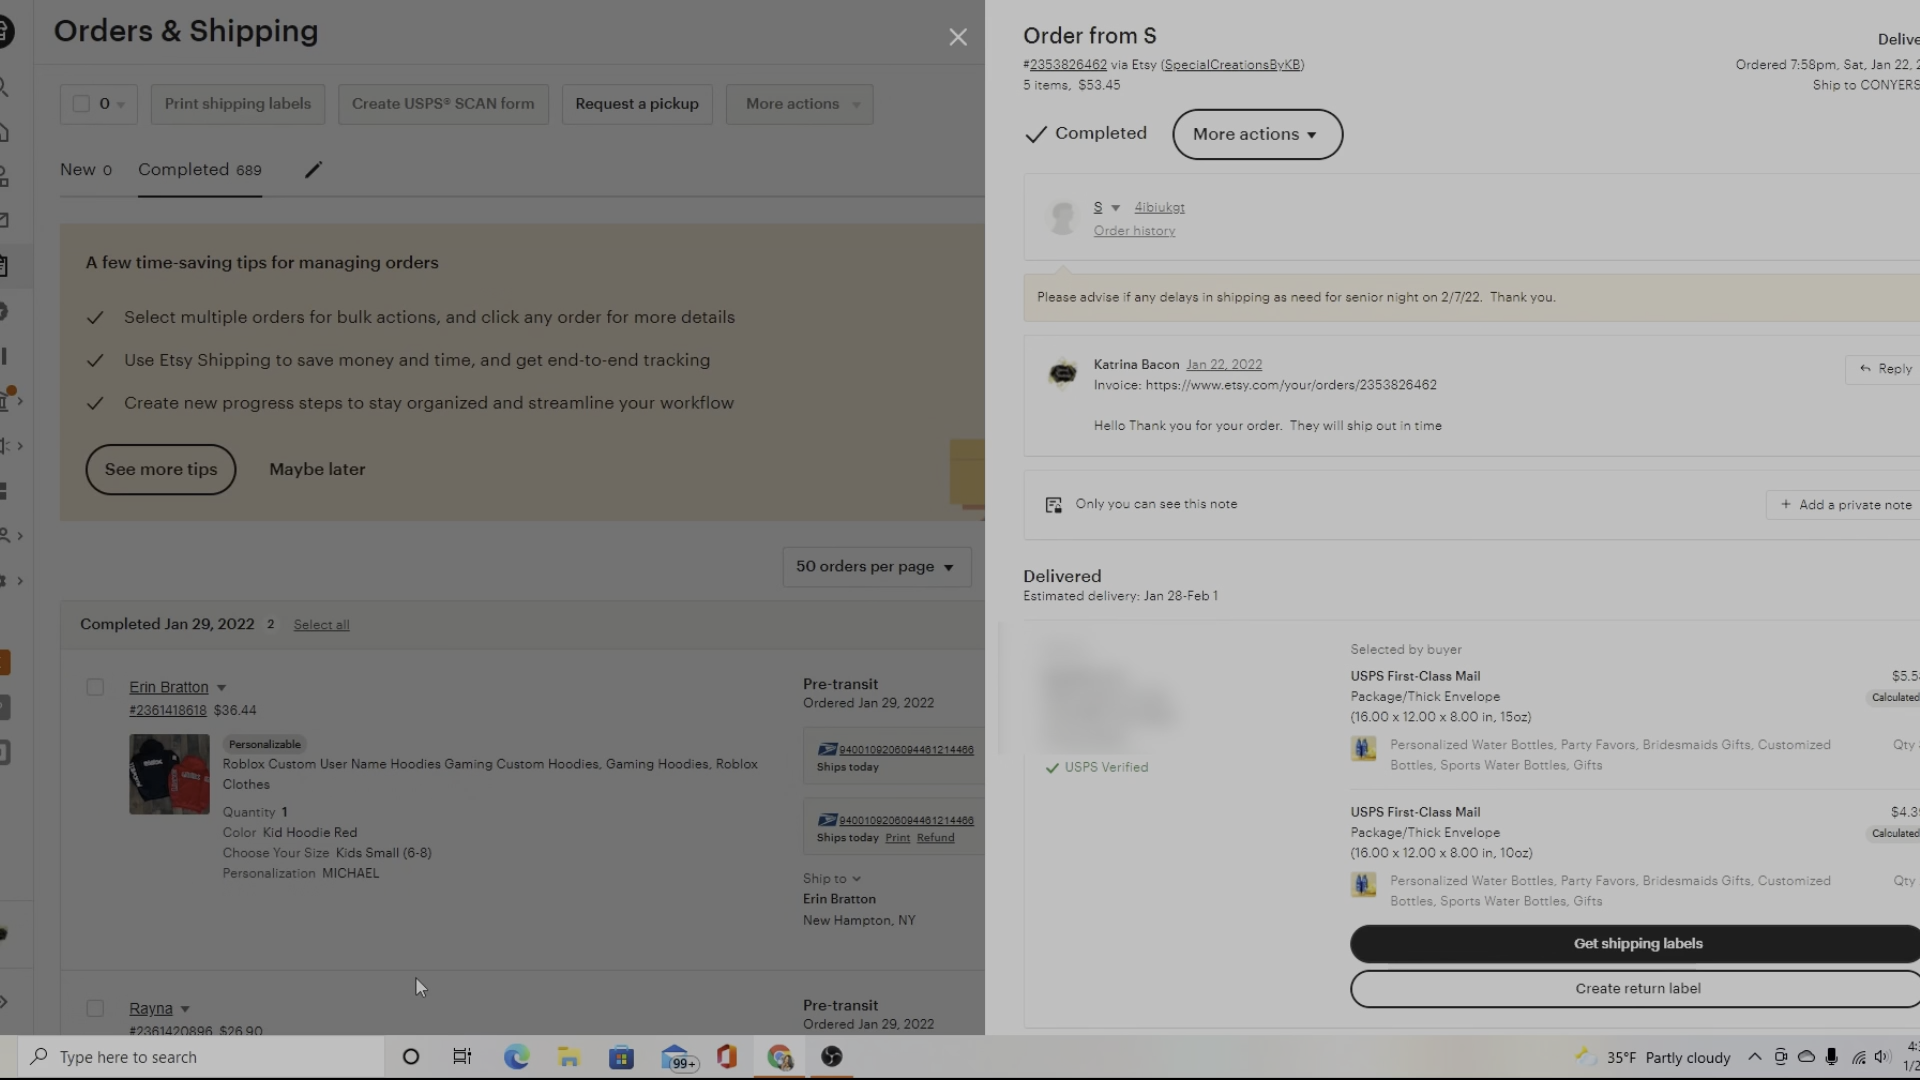 Orders & Shipping
0
Print shipping labels
Create USPS® SCAN form
Request a pickup
More actions
New 0
Completed 689
A few time-saving tips for managing orders
Select multiple orders for bulk actions, and click any order for more details
Use Etsy Shipping to save money and time, and get end-to-end tracking
Create new progress steps to stay organized and streamline your workflow
See more tips
Maybe later
50 orders per page
Completed Jan 29, 2022 2 Select all
Erin Bratton
#2361418618 $36.44
Personalizable
Roblox Custom User Name Hoodies Gaming Custom Hoodies, Gaming Hoodies, Roblox
Clothes
Quantity 1
Color Kid Hoodie Red
Choose Your Size Kids Small (6-8)
Personalization MICHAEL
Pre-transit
Ordered Jan 29, 2022
9400109206094461214466
Ships today
9400109206094461214466
Ships today Print Refund
Ship to
Erin Bratton
New Hampton, NY
Rayna
#2361420896 $26.90
Pre-transit
Ordered Jan 29, 2022
Order from S
#2353826462 via Etsy (SpecialCreationsByKB)
5 items, $53.45
Ordered 7:58pm, Sat, Jan 22,
Ship to CONYERS
Completed
More actions
S 4ibiukgt
Order history
Please advise if any delays in shipping as need for senior night on 2/7/22. Thank you.
Katrina Bacon Jan 22, 2022
Invoice: https://www.etsy.com/your/orders/2353826462
Reply
Hello Thank you for your order. They will ship out in time
Only you can see this note
+ Add a private note
Delivered
Estimated delivery: Jan 28-Feb 1
USPS Verified
Selected by buyer
USPS First-Class Mail
Package/Thick Envelope
(16.00 x 12.00 x 8.00 in, 15oz)
Calculated
Personalized Water Bottles, Party Favors, Bridesmaids Gifts, Customized
Bottles, Sports Water Bottles, Gifts
Qty
USPS First-Class Mail
Package/Thick Envelope
(16.00 x 12.00 x 8.00 in, 10oz)
Calculated
Personalized Water Bottles, Party Favors, Bridesmaids Gifts, Customized
Bottles, Sports Water Bottles, Gifts
Qty
Get shipping labels
Create return label
Type here to search
99+
35°F Partly cloudy